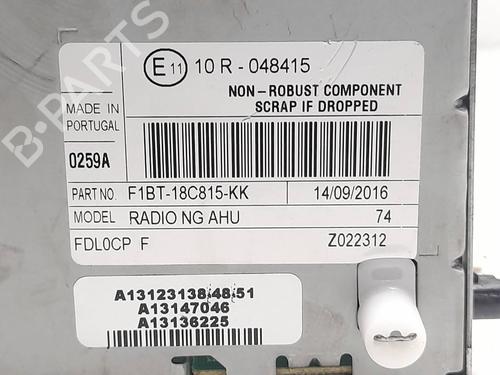 E11 10 R - 048415
NON - ROBUST COMPONENT
SCRAP IF DROPPED
MADE IN
PORTUGAL
0259A
PART NO. F1BT-18C815-KK 14/09/2016
MODEL RADIO NG AHU 74
FDL0CP F Z022312
A13123138,48,51
A13147046
A13136225
B-PARTS